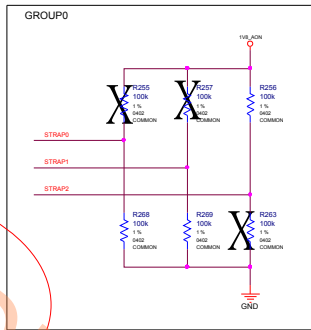 GROUP0
1V8_AON
R255
100k
1 %
0402
COMMON
R257
100k
1 %
0402
COMMON
R256
100k
1 %
0402
COMMON
STRAP0
STRAP1
STRAP2
R268
100k
1 %
0402
COMMON
R269
100k
1 %
0402
COMMON
R263
100k
1 %
0402
COMMON
GND